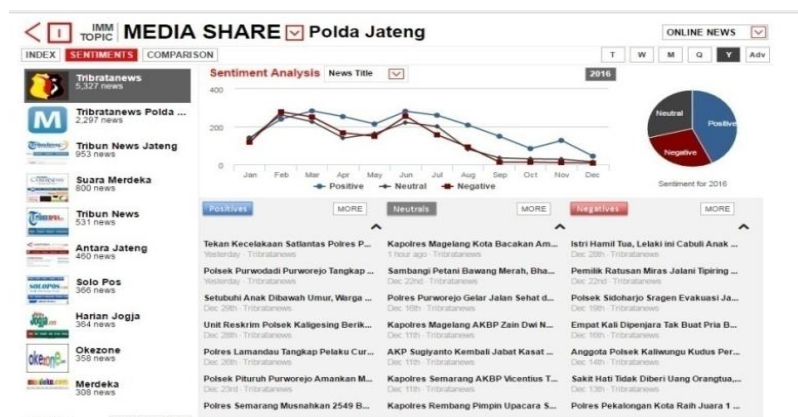 IMM TOPIC MEDIA SHARE Polda Jateng ONLINE NEWS
INDEX SENTIMENTS COMPARISON T W M Q Y Adv
Tribratanews
5,327 news
Tribratanews Polda ...
2,297 news
Tribun News Jateng
953 news
Suara Merdeka
800 news
Tribun News
531 news
Antara Jateng
460 news
Solo Pos
366 news
Harian Jogja
364 news
Okezone
358 news
Merdeka
308 news
Sentiment Analysis News Title 2016
400
200
0
Jan Feb Mar Apr May Jun Jul Aug Sep Oct Nov Dec
Positive Neutral Negative
Neutral
Positive
Negative
Sentiment for 2016
Positives MORE
Tekan Kecelakaan Satlantas Polres P...
Yesterday - Tribratanews
Polsek Purwodadi Purworejo Tangkap ...
Yesterday - Tribratanews
Setubuhi Anak Dibawah Umur, Warga ...
Dec 29th - Tribratanews
Unit Reskrim Polsek Kaligesing Berik...
Dec 28th - Tribratanews
Polres Lamandau Tangkap Pelaku Cur...
Dec 26th - Tribratanews
Polsek Pituruh Purworejo Amankan M...
Dec 23rd - Tribratanews
Polres Semarang Musnahkan 2549 B...
Neutrals MORE
Kapolres Magelang Kota Bacakan Am...
1 hour ago - Tribratanews
Sambangi Petani Bawang Merah, Bha...
Dec 22nd - Tribratanews
Polres Purworejo Gelar Jalan Sehat d...
Dec 16th - Tribratanews
Kapolres Magelang AKBP Zain Dwi N...
Dec 11th - Tribratanews
AKP Sugiyanto Kembali Jabat Kasat ...
Dec 11th - Tribratanews
Kapolres Semarang AKBP Vicentius T...
Dec 11th - Tribratanews
Kapolres Rembang Pimpin Upacara S...
Negatives MORE
Istri Hamil Tua, Lelaki ini Cabuli Anak ...
Dec 28th - Tribratanews
Pemilik Ratusan Miras Jalani Tipiring ...
Dec 22nd - Tribratanews
Polsek Sidoharjo Sragen Evakuasi Ja...
Dec 19th - Tribratanews
Empat Kali Dipenjara Tak Buat Pria B...
Dec 16th - Tribratanews
Anggota Polsek Kaliwungu Kudus Per...
Dec 14th - Tribratanews
Sakit Hati Tidak Diberi Uang Orangtua,...
Dec 13th - Tribratanews
Polres Pekalongan Kota Raih Juara 1 ...